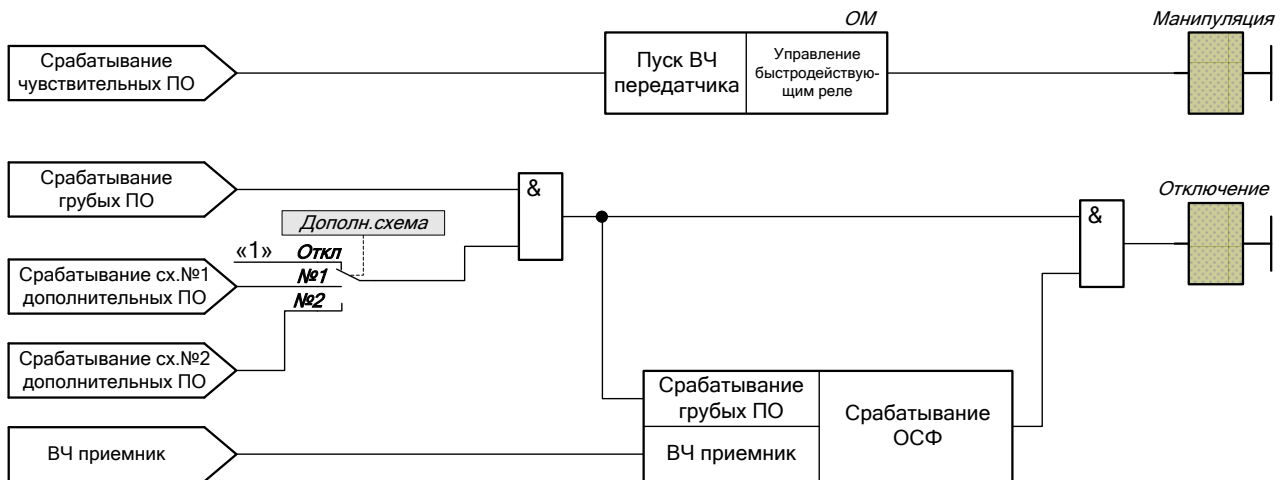 ОМ
Манипуляция
Срабатывание
чувствительных ПО
Пуск ВЧ
передатчика
Управление
быстродействую-
щим реле
Срабатывание
грубых ПО
&
&
Отключение
Дополн.схема
«1» Откл
№1
№2
Срабатывание сх.№1
дополнительных ПО
Срабатывание сх.№2
дополнительных ПО
Срабатывание
грубых ПО
Срабатывание
ОСФ
ВЧ приемник
ВЧ приемник